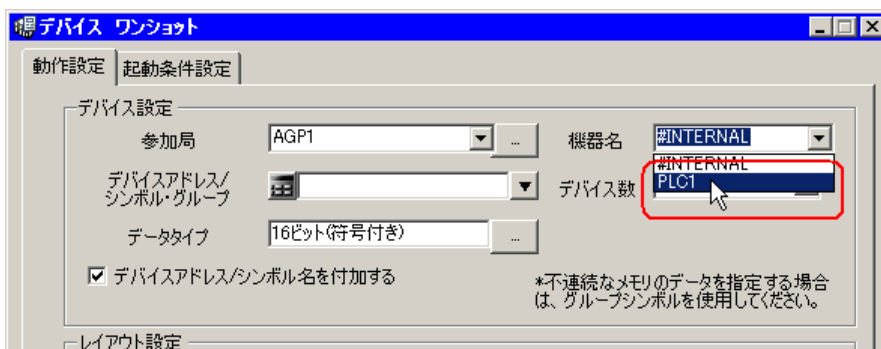 デバイス ワンショット
動作設定 起動条件設定
デバイス設定
参加局 AGP1 ... 機器名 #INTERNAL
#INTERNAL
デバイスアドレス/
シンボル・グループ デバイス数 PLC1
データタイプ 16ビット(符号付き) ...
デバイスアドレス/シンボル名を付加する
*不連続なメモリのデータを指定する場合
は、グループシンボルを使用してください。
レイアウト設定